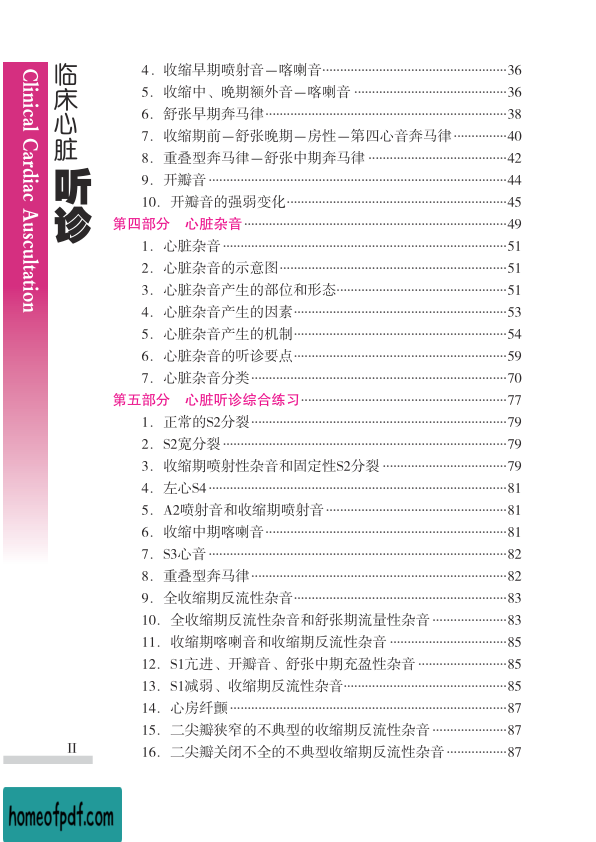 临床心脏听诊
Clinical Cardiac Auscultation
4．收缩早期喷射音—喀喇音……………………………………36
5．收缩中、晚期额外音—喀喇音……………………………36
6．舒张早期奔马律………………………………………………38
7．收缩期前—舒张晚期—房性—第四心音奔马律…………40
8．重叠型奔马律—舒张中期奔马律…………………………42
9．开瓣音…………………………………………………………44
10．开瓣音的强弱变化…………………………………………45
第四部分　心脏杂音……………………………………………49
1．心脏杂音………………………………………………………51
2．心脏杂音的示意图……………………………………………51
3．心脏杂音产生的部位和形态…………………………………51
4．心脏杂音产生的因素…………………………………………53
5．心脏杂音产生的机制…………………………………………54
6．心脏杂音的听诊要点…………………………………………59
7．心脏杂音分类…………………………………………………70
第五部分　心脏听诊综合练习…………………………………77
1．正常的S2分裂…………………………………………………79
2．S2宽分裂………………………………………………………79
3．收缩期喷射性杂音和固定性S2分裂…………………………79
4．左心S4…………………………………………………………81
5．A2喷射音和收缩期喷射音……………………………………81
6．收缩中期喀喇音………………………………………………81
7．S3心音…………………………………………………………82
8．重叠型奔马律…………………………………………………82
9．全收缩期反流性杂音…………………………………………83
10．全收缩期反流性杂音和舒张期流量性杂音………………83
11．收缩期喀喇音和收缩期反流性杂音………………………85
12．S1亢进、开瓣音、舒张中期充盈性杂音…………………85
13．S1减弱、收缩期反流性杂音………………………………85
14．心房纤颤……………………………………………………87
15．二尖瓣狭窄的不典型的收缩期反流性杂音………………87
16．二尖瓣关闭不全的不典型收缩期反流性杂音……………87
II
homeofpdf.com